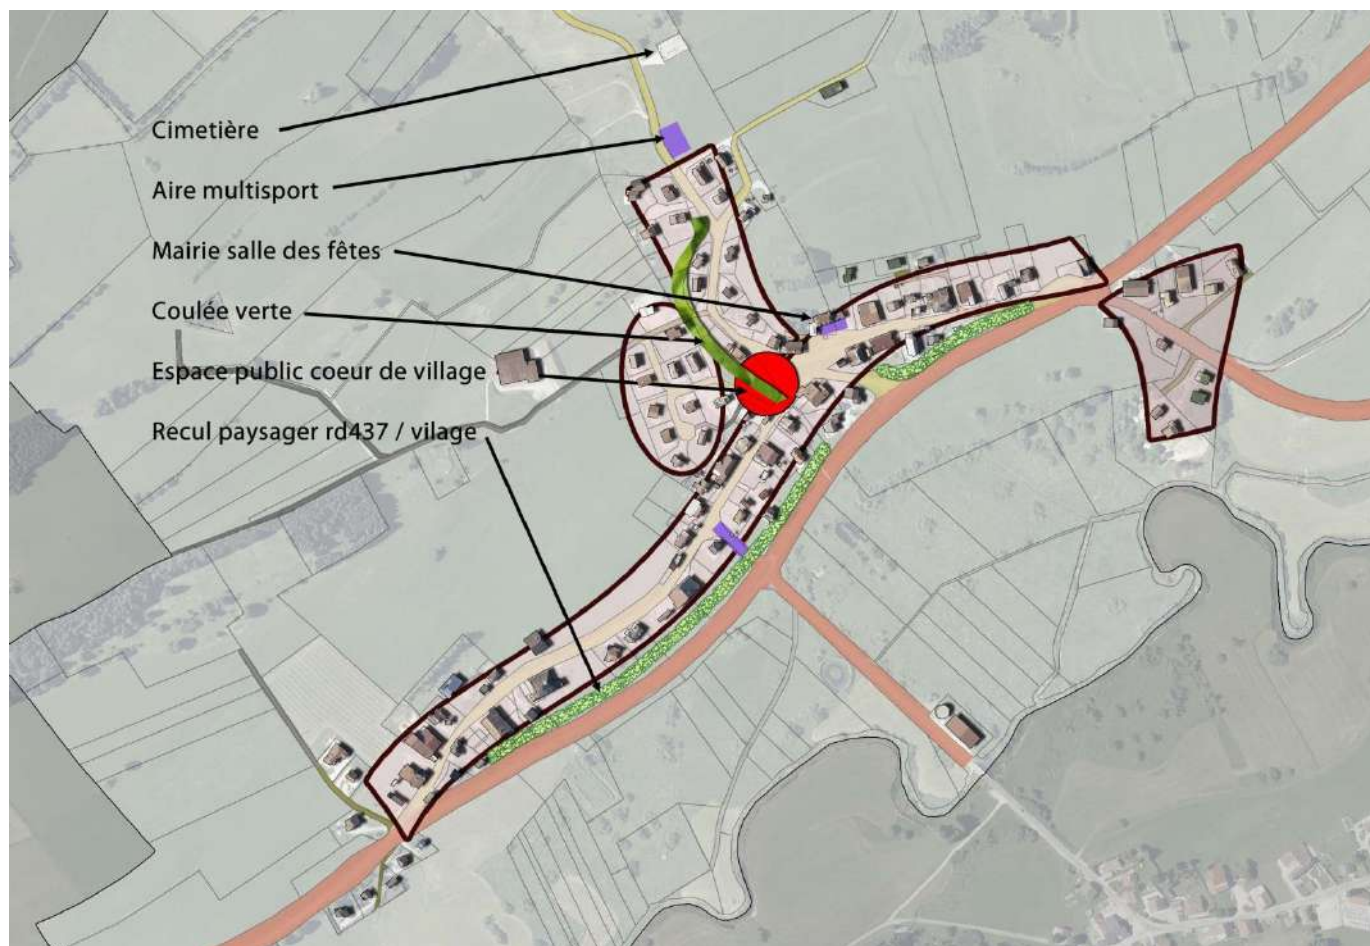 Cimetière
Aire multisport
Mairie salle des fêtes
Coulée verte
Espace public coeur de village
Recul paysager rd437 / vilage